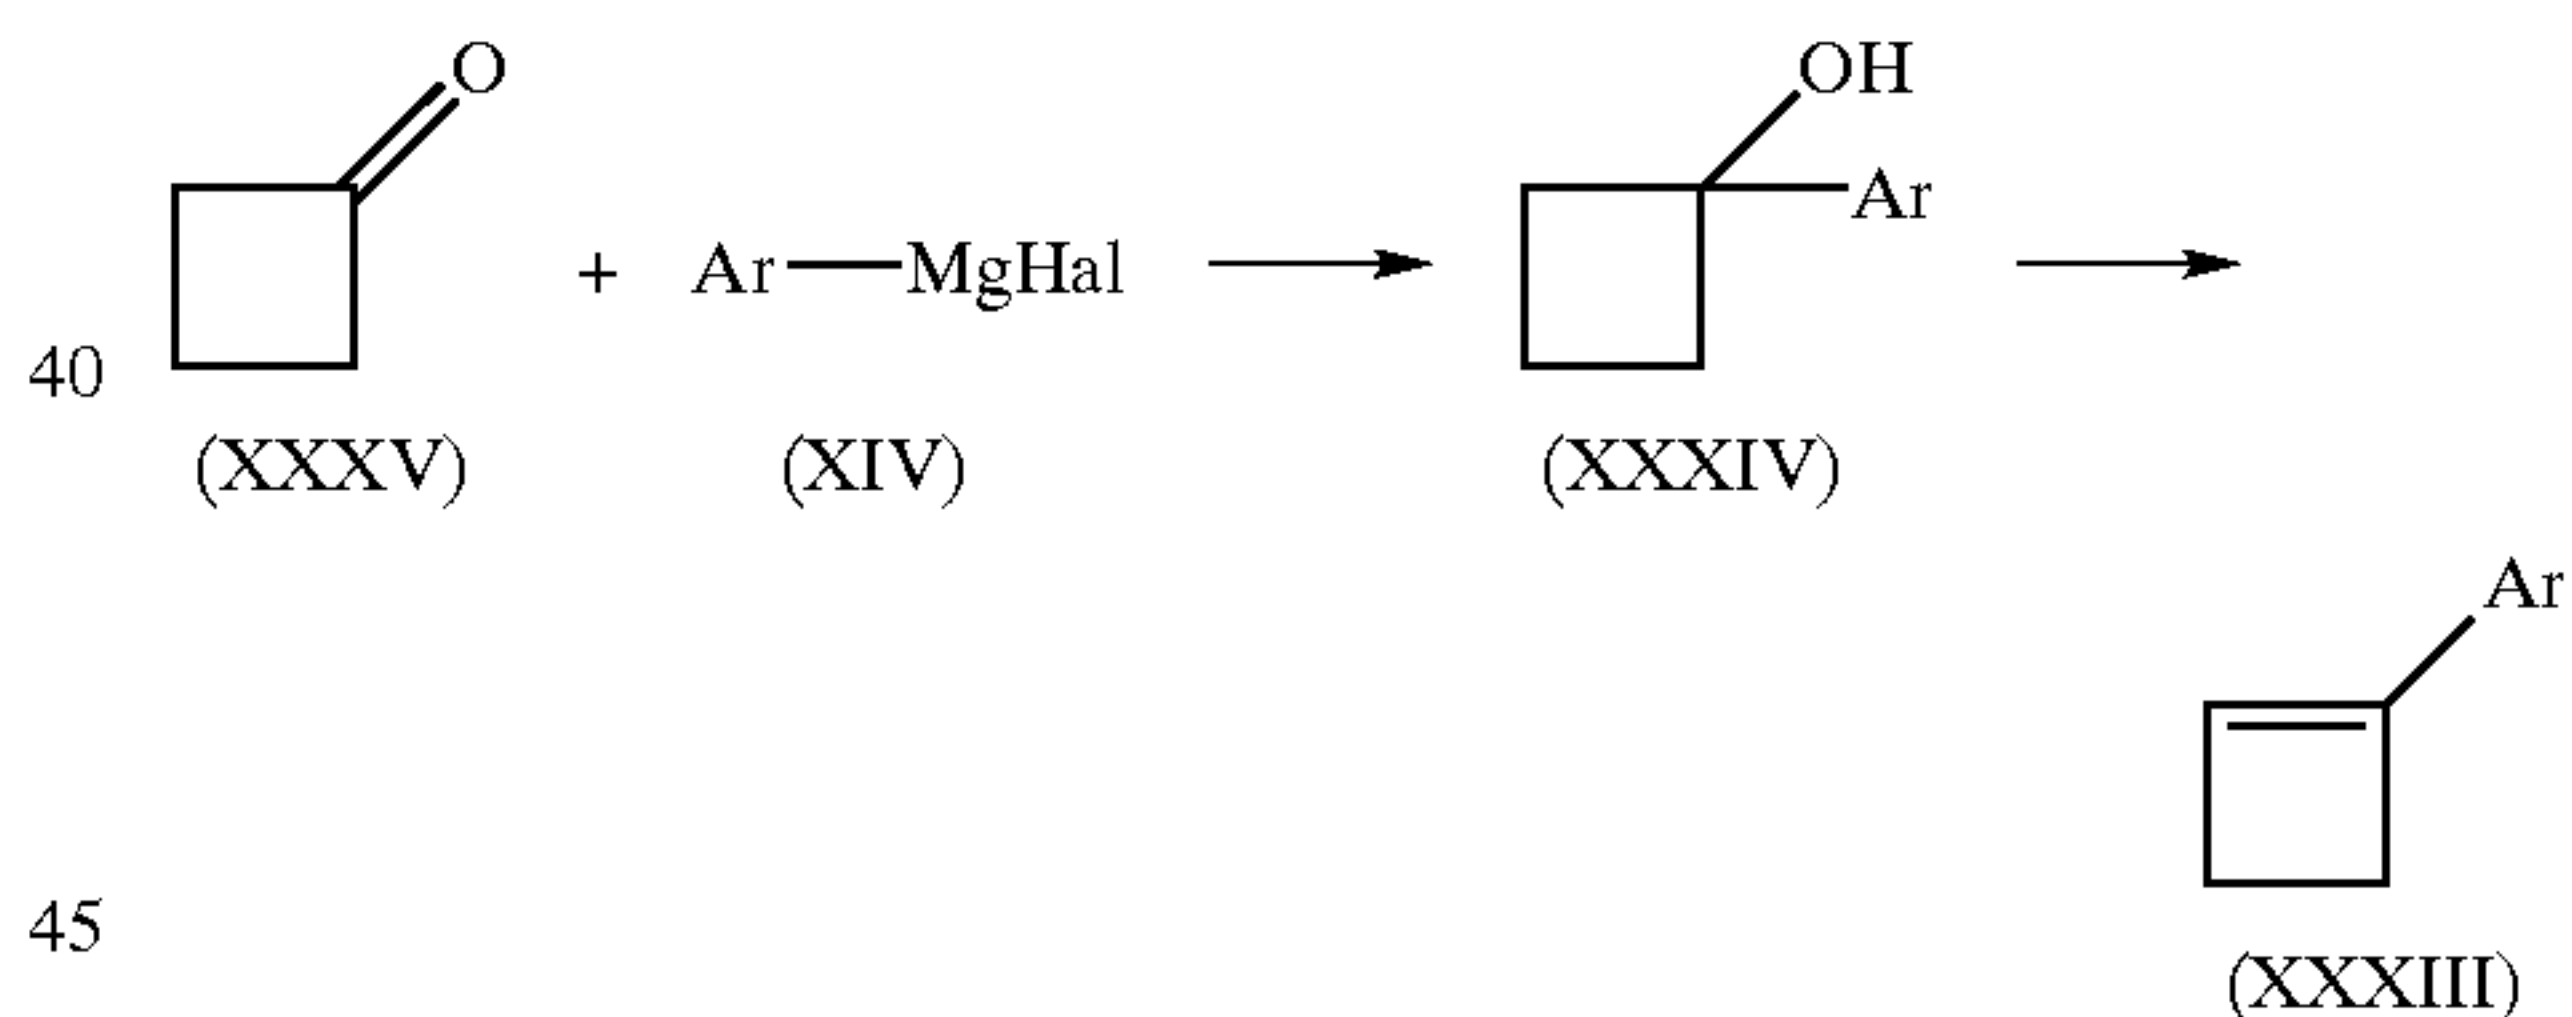 O
OH
Ar
+ Ar—MgHal
40
(XXXV) (XIV) (XXXIV)
Ar
45
(XXXIII)